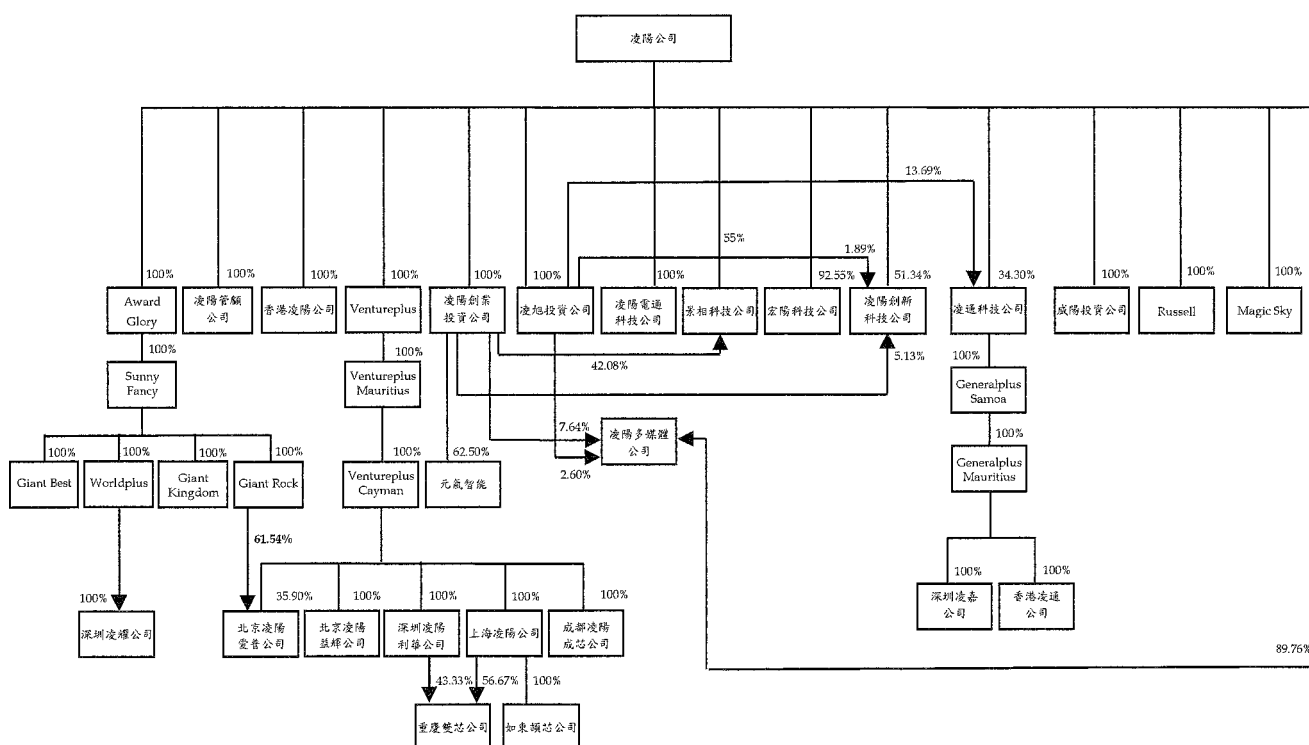 凌陽公司
13.69%
55%
1.89%
100%
100%
100%
100%
100%
100%
100%
92.55%
51.34%
34.30%
100%
100%
100%
Award
Glory
凌陽管顧
公司
香港凌陽公司
Ventureplus
凌陽創業
投資公司
凌旭投資公司
凌陽電通
科技公司
景相科技公司
宏陽科技公司
凌陽創新
科技公司
凌通科技公司
威陽投資公司
Russell
Magic Sky
100%
100%
42.08%
5.13%
100%
Sunny
Fancy
Ventureplus
Mauritius
Generalplus
Samoa
7.64%
凌陽多媒體
公司
100%
100%
100%
100%
100%
100%
62.50%
2.60%
Giant Best
Worldplus
Giant
Kingdom
Giant Rock
Ventureplus
Cayman
元氣智能
Generalplus
Mauritius
61.54%
100%
100%
100%
35.90%
100%
100%
100%
100%
深圳凌嘉
公司
香港凌通
公司
深圳凌耀公司
北京凌陽
愛普公司
北京凌陽
益輝公司
深圳凌陽
利華公司
上海凌陽公司
成都凌陽
成芯公司
89.76%
43.33%
56.67%
100%
重慶雙芯公司
如東頡芯公司